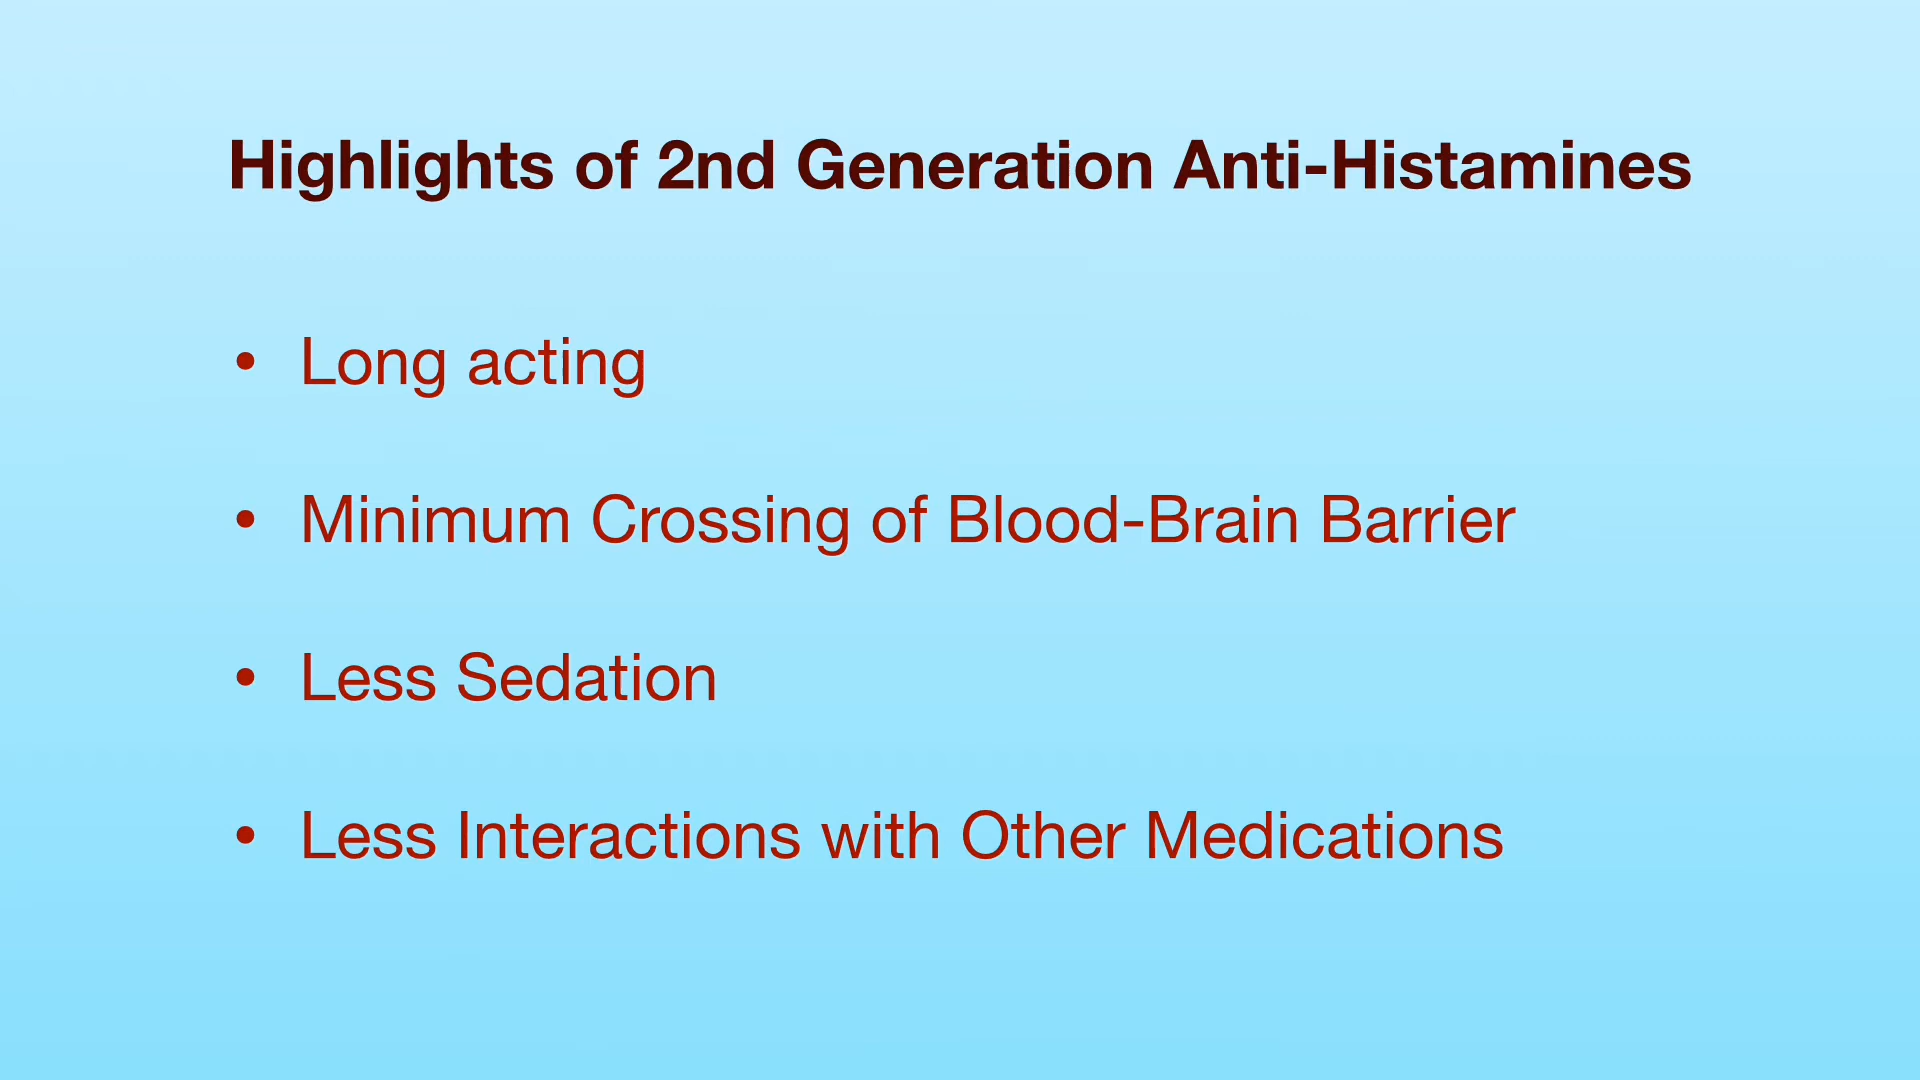 Highlights of 2nd Generation Anti-Histamines
• Long acting
• Minimum Crossing of Blood-Brain Barrier
• Less Sedation
• Less Interactions with Other Medications